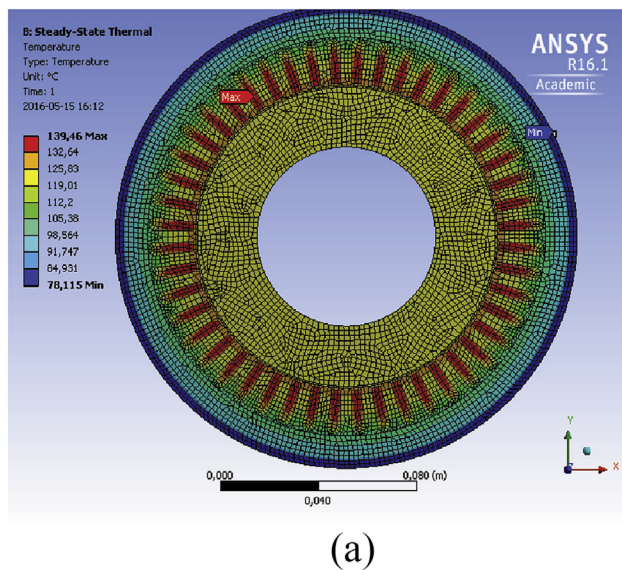 B: Steady-State Thermal
Temperature
Type: Temperature
Unit: °C
Time: 1
2016-05-15 16:12
139,46 Max
132,64
125,83
119,01
112,2
105,38
98,564
91,747
84,931
78,115 Min
ANSYS
R16.1
Academic
Max
Min
Y
X
0,000
0,080 (m)
0,040
(a)